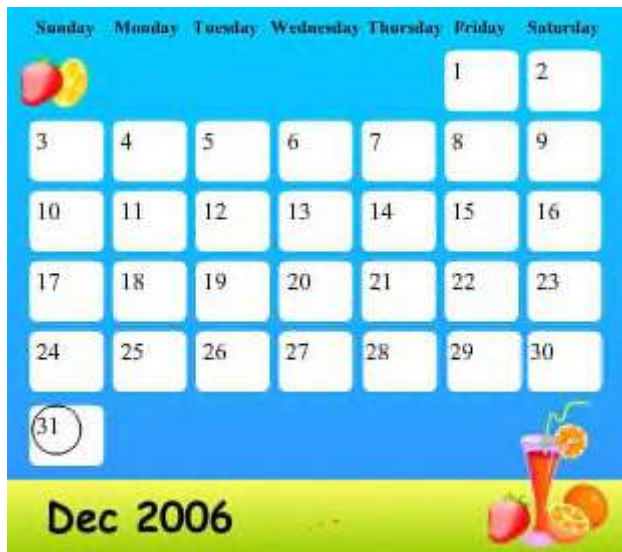 Sunday Monday Tuesday Wednesday Thursday Friday Saturday
1 2
3 4 5 6 7 8 9
10 11 12 13 14 15 16
17 18 19 20 21 22 23
24 25 26 27 28 29 30
31
Dec 2006